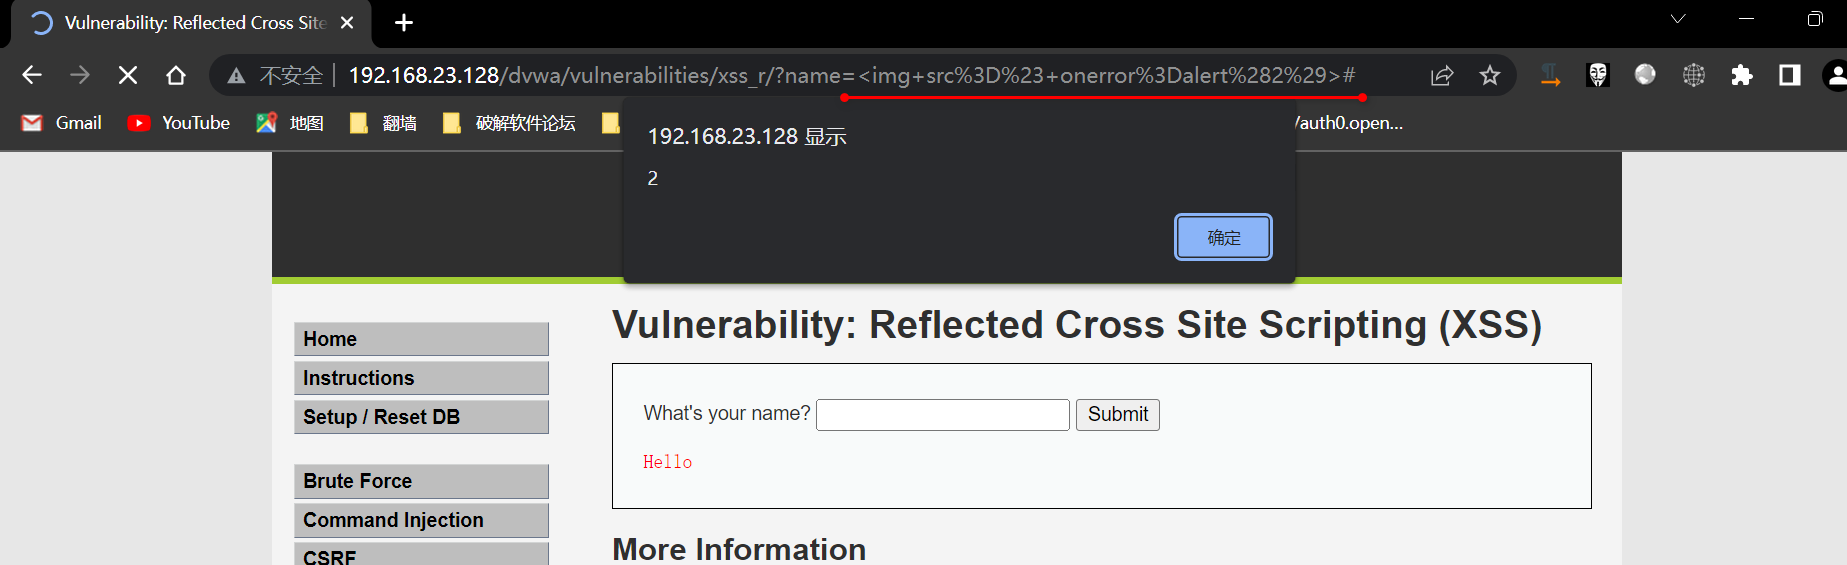 Vulnerability: Reflected Cross Site
不安全 192.168.23.128/dvwa/vulnerabilities/xss_r/?name=<img+src%3D%23+onerror%3Dalert%282%29>#
Gmail YouTube 地图 翻墙 破解软件论坛 /auth0.open...
192.168.23.128 显示
2
确定
Vulnerability: Reflected Cross Site Scripting (XSS)
Home
Instructions
Setup / Reset DB
Brute Force
Command Injection
CSRF
What's your name? Submit
Hello
More Information